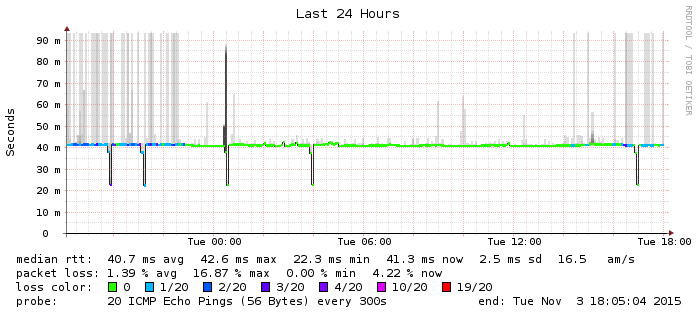 Last 24 Hours
RRDTOOL / TOBI OETIKER
Seconds
90 m
80 m
70 m
60 m
50 m
40 m
30 m
20 m
10 m
0
Tue 00:00 Tue 06:00 Tue 12:00 Tue 18:00
median rtt: 40.7 ms avg 42.6 ms max 22.3 ms min 41.3 ms now 2.5 ms sd 16.5 am/s
packet loss: 1.39 % avg 16.87 % max 0.00 % min 4.22 % now
loss color: 0 1/20 2/20 3/20 4/20 10/20 19/20
probe: 20 ICMP Echo Pings (56 Bytes) every 300s end: Tue Nov 3 18:05:04 2015